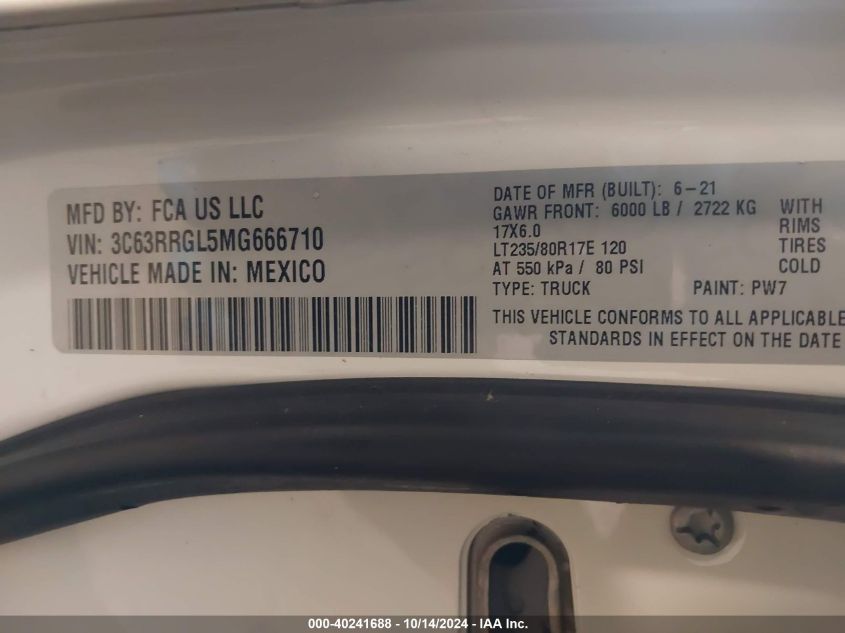 MFD BY: FCA US LLC
VIN: 3C63RRGL5MG666710
VEHICLE MADE IN: MEXICO
DATE OF MFR (BUILT): 6-21
GAWR FRONT: 6000 LB / 2722 KG WITH
17X6.0 RIMS
LT235/80R17E 120 TIRES
AT 550 kPa / 80 PSI COLD
TYPE: TRUCK PAINT: PW7
THIS VEHICLE CONFORMS TO ALL APPLICABLE
STANDARDS IN EFFECT ON THE DATE
000-40241688 - 10/14/2024 - IAA Inc.